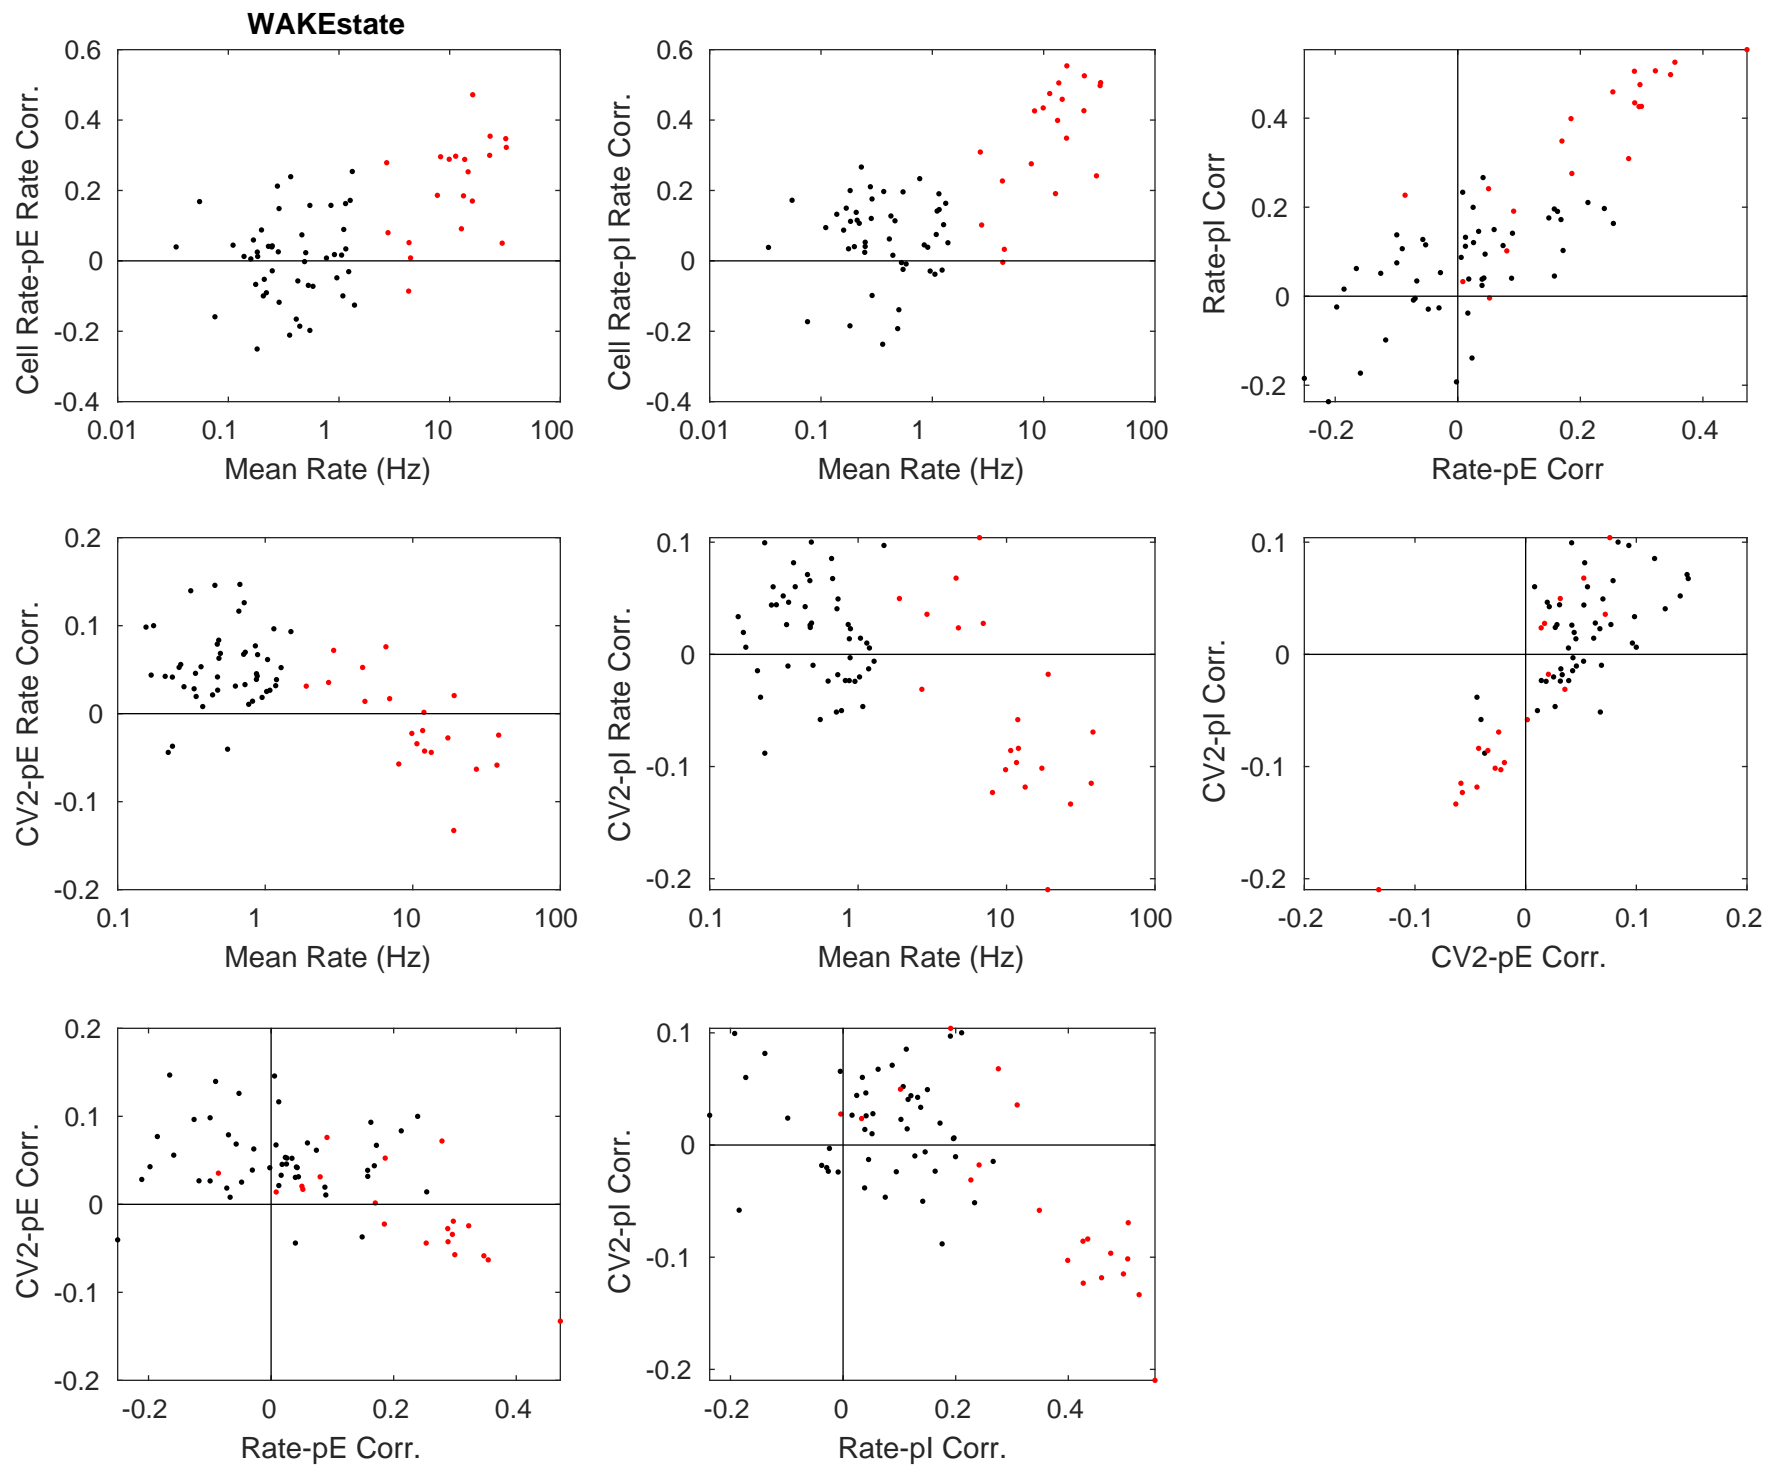 WAKEstate
0.6
0.4
0.2
0
-0.2
-0.4
Cell Rate-pE Rate Corr.
0.01 0.1 1 10 100
Mean Rate (Hz)
0.6
0.4
0.2
0
-0.2
-0.4
Cell Rate-pI Rate Corr.
0.01 0.1 1 10 100
Mean Rate (Hz)
0.4
0.2
0
-0.2
Rate-pI Corr
-0.2 0 0.2 0.4
Rate-pE Corr
0.2
0.1
0
-0.1
-0.2
CV2-pE Rate Corr.
0.1 1 10 100
Mean Rate (Hz)
0.1
0
-0.1
-0.2
CV2-pI Rate Corr.
0.1 1 10 100
Mean Rate (Hz)
0.1
0
-0.1
-0.2
CV2-pI Corr.
-0.2 -0.1 0 0.1 0.2
CV2-pE Corr.
0.2
0.1
0
-0.1
-0.2
CV2-pE Corr.
-0.2 0 0.2 0.4
Rate-pE Corr.
0.1
0
-0.1
-0.2
CV2-pI Corr.
-0.2 0 0.2 0.4
Rate-pI Corr.